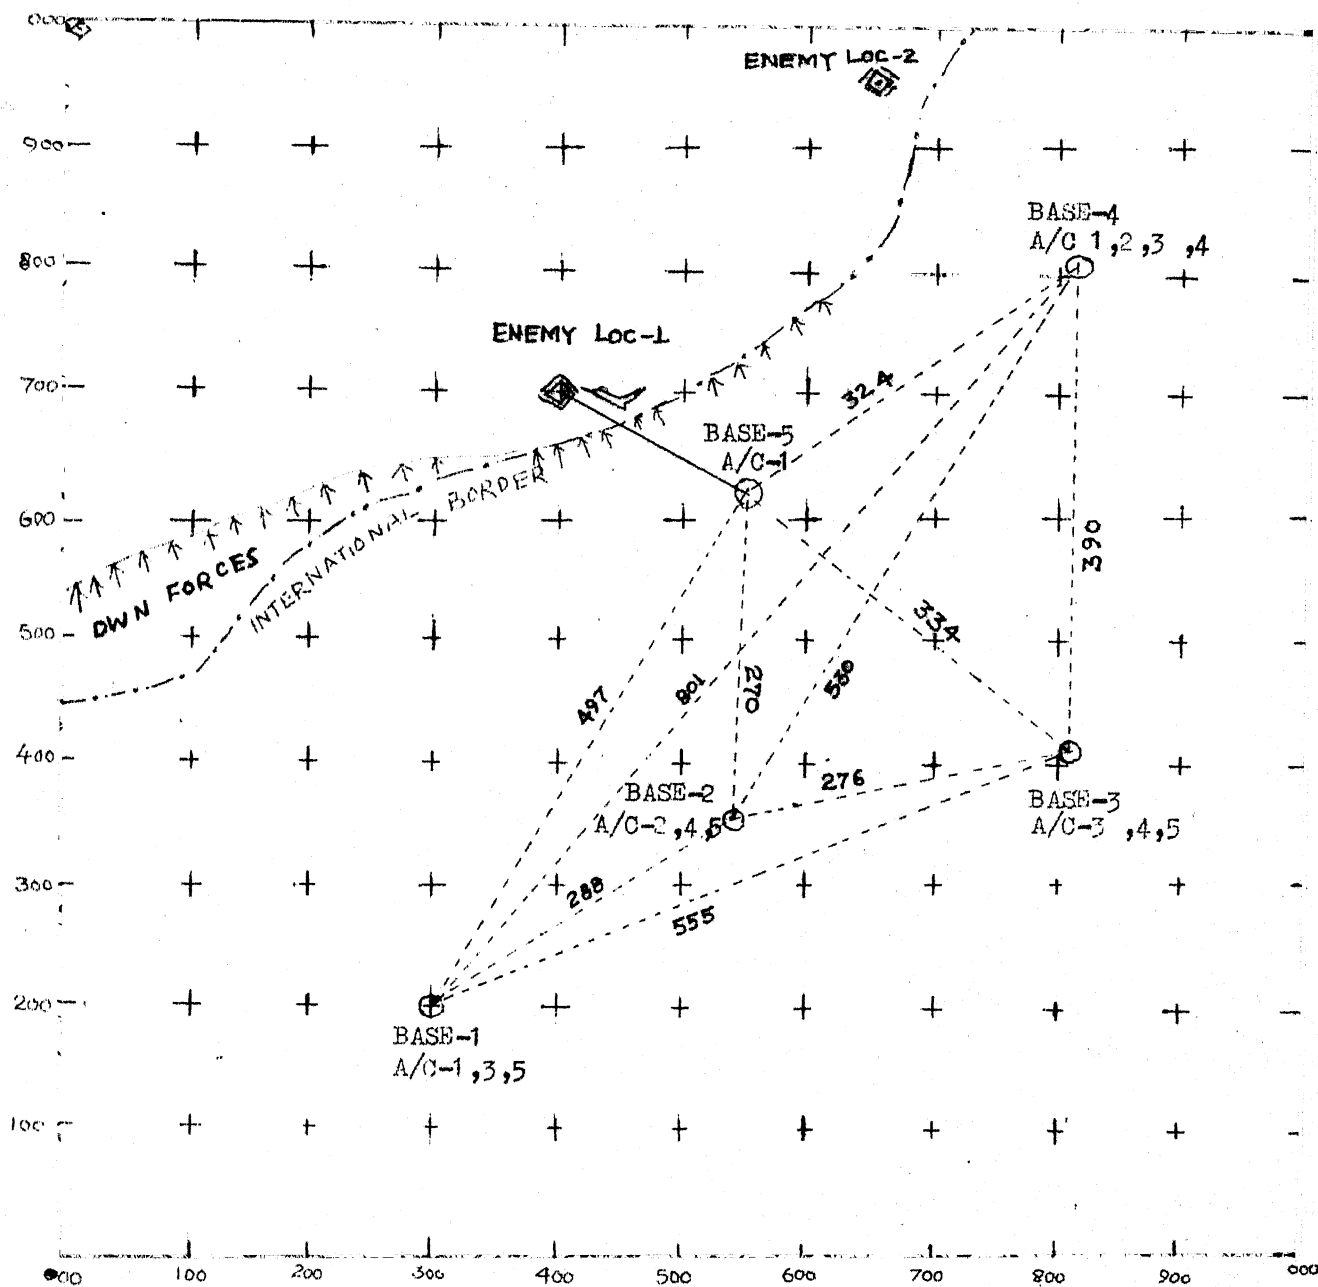 000
ENEMY LOC-2
900
BASE-4
A/C 1,2,3 ,4
800
ENEMY LOC-1
700
324
BASE-5
A/C-1
600
INTERNATIONAL BORDER
OWN FORCES
390
500
334
497
801
270
530
400
276
BASE-2
A/C-2,4,5
BASE-3
A/C-3 ,4,5
300
288
555
200
BASE-1
A/C-1,3,5
100
000 100 200 300 400 500 600 700 800 900 000